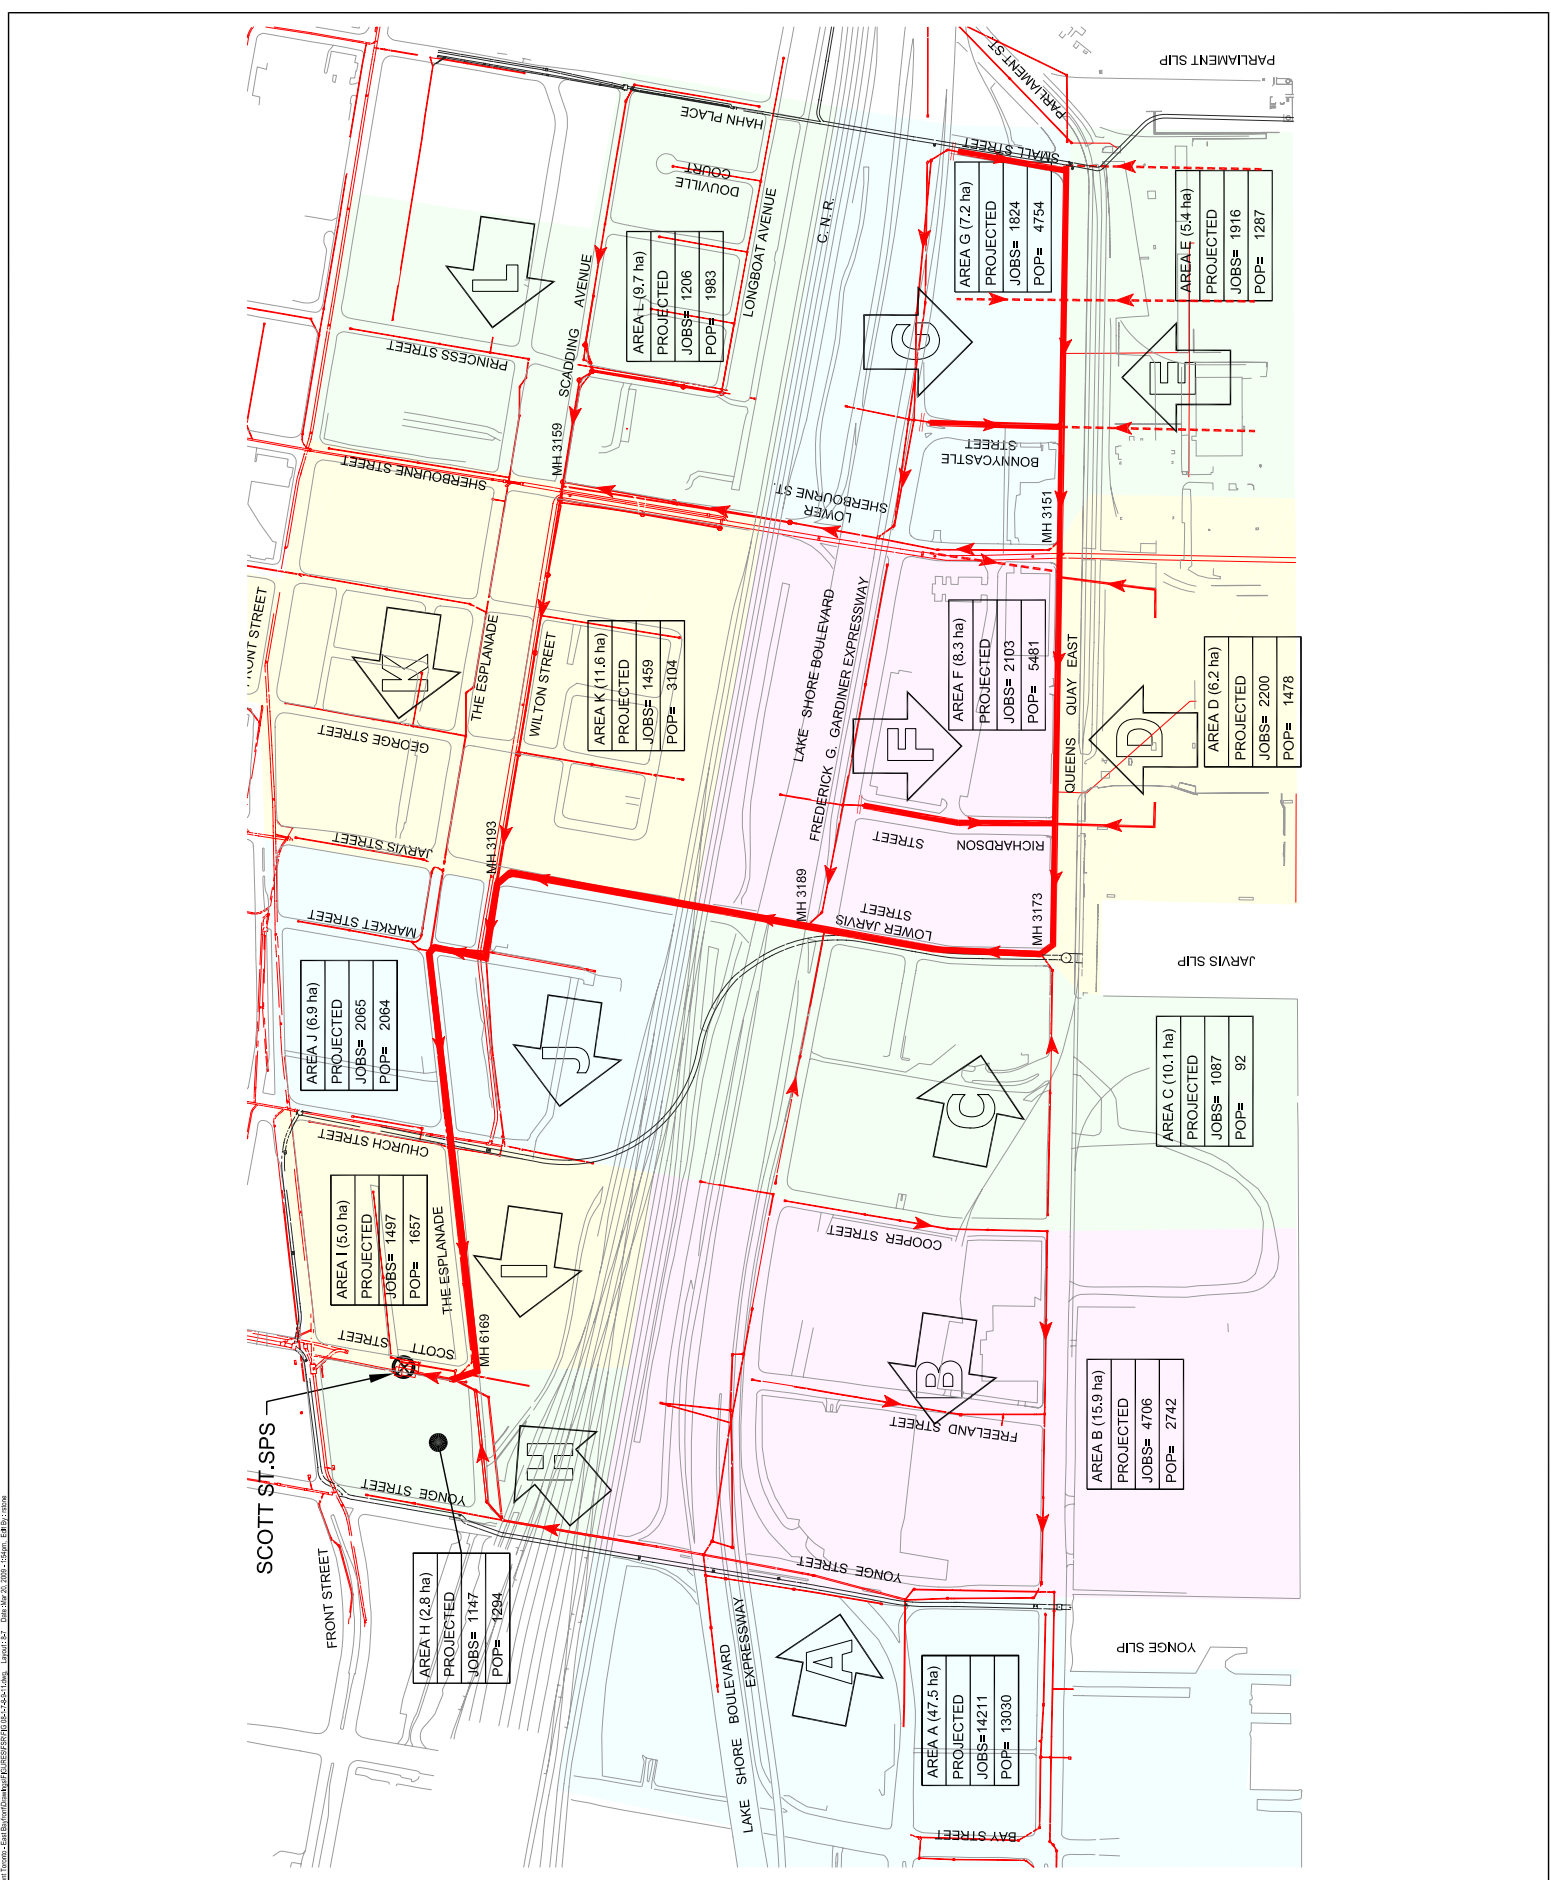 PARLIAMENT SLIP
PARLIAMENT ST.
HAHN PLACE
SMALL STREET
DOUVILLE
COURT
LONGBOAT AVENUE
C. N. R.
AREA G (7.2 ha)
PROJECTED
JOBS= 1824
POP= 4754
AREA E (5.4 ha)
PROJECTED
JOBS= 1916
POP= 1287
L
SCADDING AVENUE
AREA L (9.7 ha)
PROJECTED
JOBS= 1206
POP= 1983
G
E
PRINCESS STREET
MH 3159
SHERBOURNE STREET
LOWER
SHERBOURNE ST.
BONNYCASTLE
STREET
MH 3151
FRONT STREET
K
THE ESPLANADE
WILTON STREET
AREA K (11.6 ha)
PROJECTED
JOBS= 1459
POP= 3104
LAKE SHORE BOULEVARD
FREDERICK G. GARDINER EXPRESSWAY
AREA F (8.3 ha)
PROJECTED
JOBS= 2103
POP= 5481
F
QUEENS QUAY EAST
D
AREA D (6.2 ha)
PROJECTED
JOBS= 2200
POP= 1478
GEORGE STREET
JARVIS STREET
MH 3193
RICHARDSON
STREET
MH 3189
LOWER JARVIS
STREET
MH 3173
MARKET STREET
JARVIS SLIP
AREA J (6.9 ha)
PROJECTED
JOBS= 2065
POP= 2064
J
C
AREA C (10.1 ha)
PROJECTED
JOBS= 1087
POP= 92
CHURCH STREET
AREA I (5.0 ha)
PROJECTED
JOBS= 1497
POP= 1657
THE ESPLANADE
I
COOPER STREET
SCOTT STREET
MH 6169
SCOTT ST.SPS
B
FREELAND STREET
AREA B (15.9 ha)
PROJECTED
JOBS= 4706
POP= 2742
H
YONGE STREET
FRONT STREET
AREA H (2.8 ha)
PROJECTED
JOBS= 1147
POP= 1294
YONGE STREET
YONGE SLIP
A
LAKE SHORE BOULEVARD
EXPRESSWAY
AREA A (47.5 ha)
PROJECTED
JOBS=14211
POP= 13030
BAY STREET